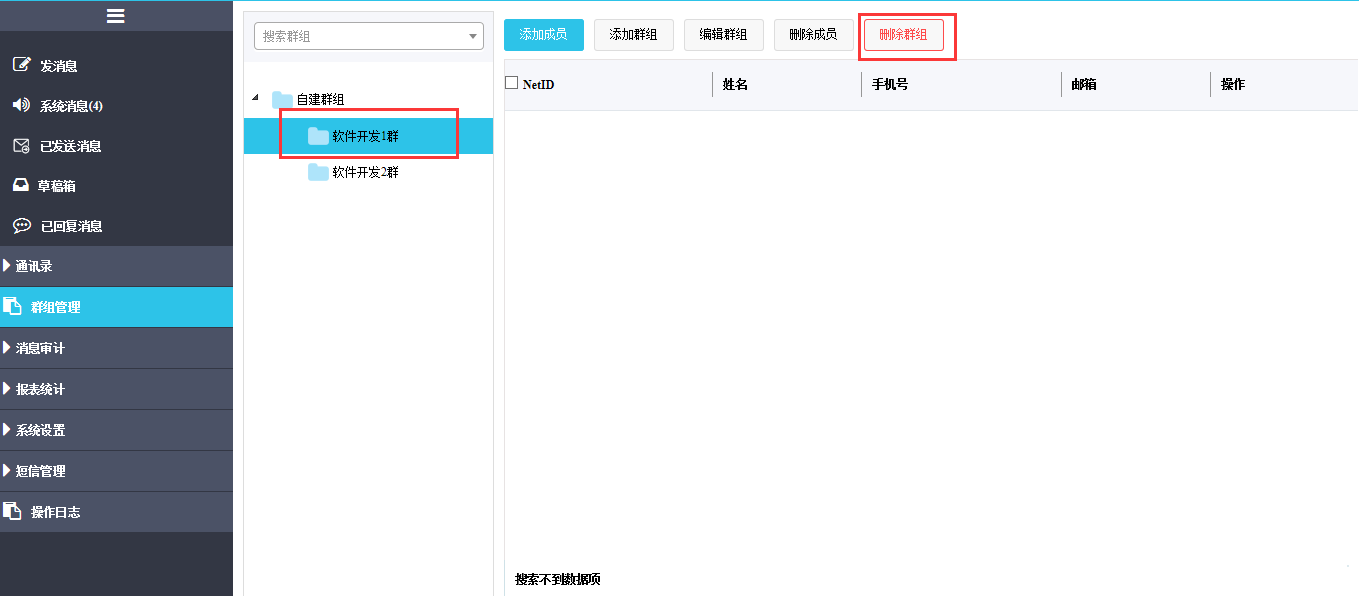 发消息
系统消息(4)
已发送消息
草稿箱
已回复消息
通讯录
群组管理
消息审计
报表统计
系统设置
短信管理
操作日志
搜索群组
自建群组
软件开发1群
软件开发2群
添加成员 添加群组 编辑群组 删除成员 删除群组
NetID 姓名 手机号 邮箱 操作
搜索不到数据项